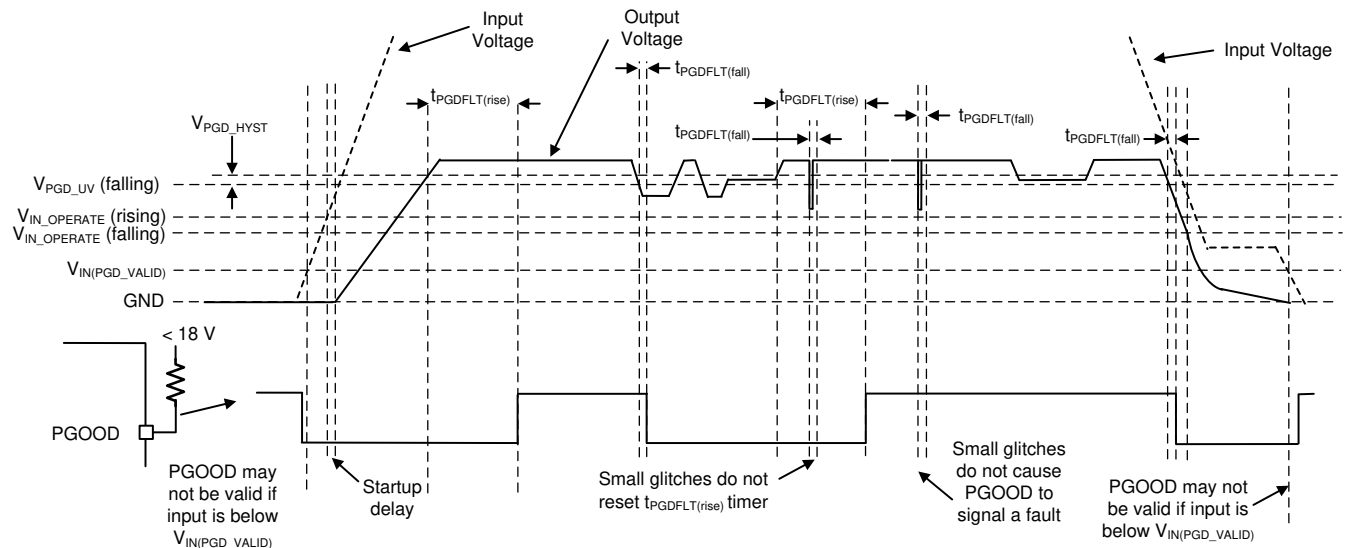 Input
Voltage
Output
Voltage
Input Voltage
tPGDFLT(fall)
tPGDFLT(rise)
tPGDFLT(rise)
tPGDFLT(fall)
tPGDFLT(fall)
tPGDFLT(fall)
VPGD_HYST
VPGD_UV (falling)
VIN_OPERATE (rising)
VIN_OPERATE (falling)
VIN(PGD_VALID)
GND
< 18 V
PGOOD
PGOOD may
not be valid if
input is below
VIN(PGD_VALID)
Startup
delay
Small glitches do not
reset tPGDFLT(rise) timer
Small glitches
do not cause
PGOOD to
signal a fault
PGOOD may not
be valid if input is
below VIN(PGD_VALID)